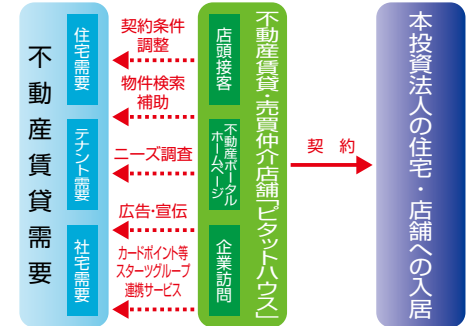 不動産賃貸需要
住宅需要
テナント需要
社宅需要
契約条件
調整
物件検索
補助
ニーズ調査
広告・宣伝
カードポイント等
スターツグループ
連携サービス
店頭接客
不動産ポータル
ホームページ
企業訪問
不動産賃貸・売買仲介店舗「ピタットハウス」
契約
本投資法人の住宅・店舗への入居